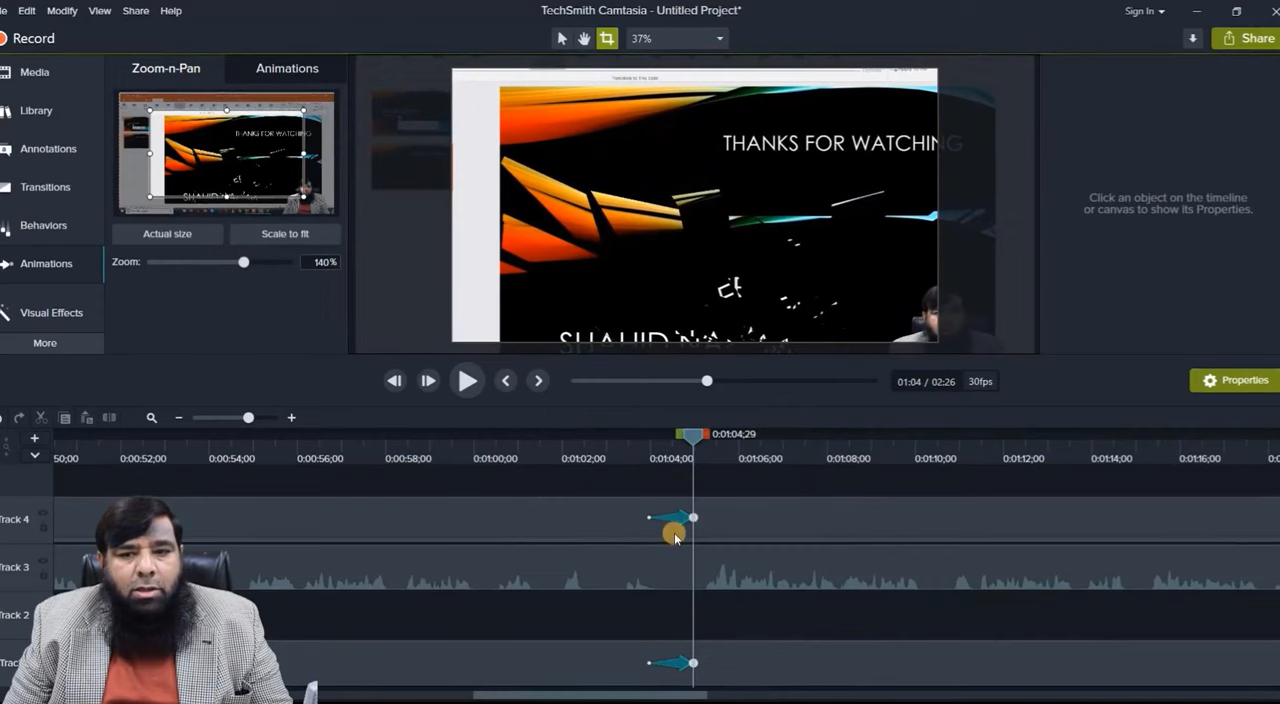 Edit Modify View Share Help
TechSmith Camtasia - Untitled Project*
Sign In
Record
37%
Share
Media
Library
Annotations
Transitions
Behaviors
Animations
Visual Effects
More
Zoom-n-Pan Animations
THANKS FOR WATCHING
Actual size Scale to fit
Zoom: 140%
THANKS FOR WATCHING
Click an object on the timeline
or canvas to show its Properties.
01:04 / 02:26 30fps
Properties
0:01:04;29
50;00 0:00:52;00 0:00:54;00 0:00:56;00 0:00:58;00 0:01:00;00 0:01:02;00 0:01:04;00 0:01:06;00 0:01:08;00 0:01:10;00 0:01:12;00 0:01:14;00 0:01:16;00
Track 4
Track 3
Track 2